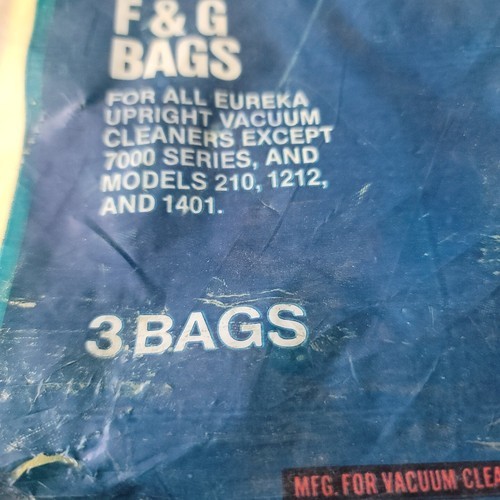 F & G
BAGS
FOR ALL EUREKA
UPRIGHT VACUUM
CLEANERS EXCEPT
7000 SERIES, AND
MODELS 210, 1212,
AND 1401.
3 BAGS
MFG. FOR VACUUM CLEA